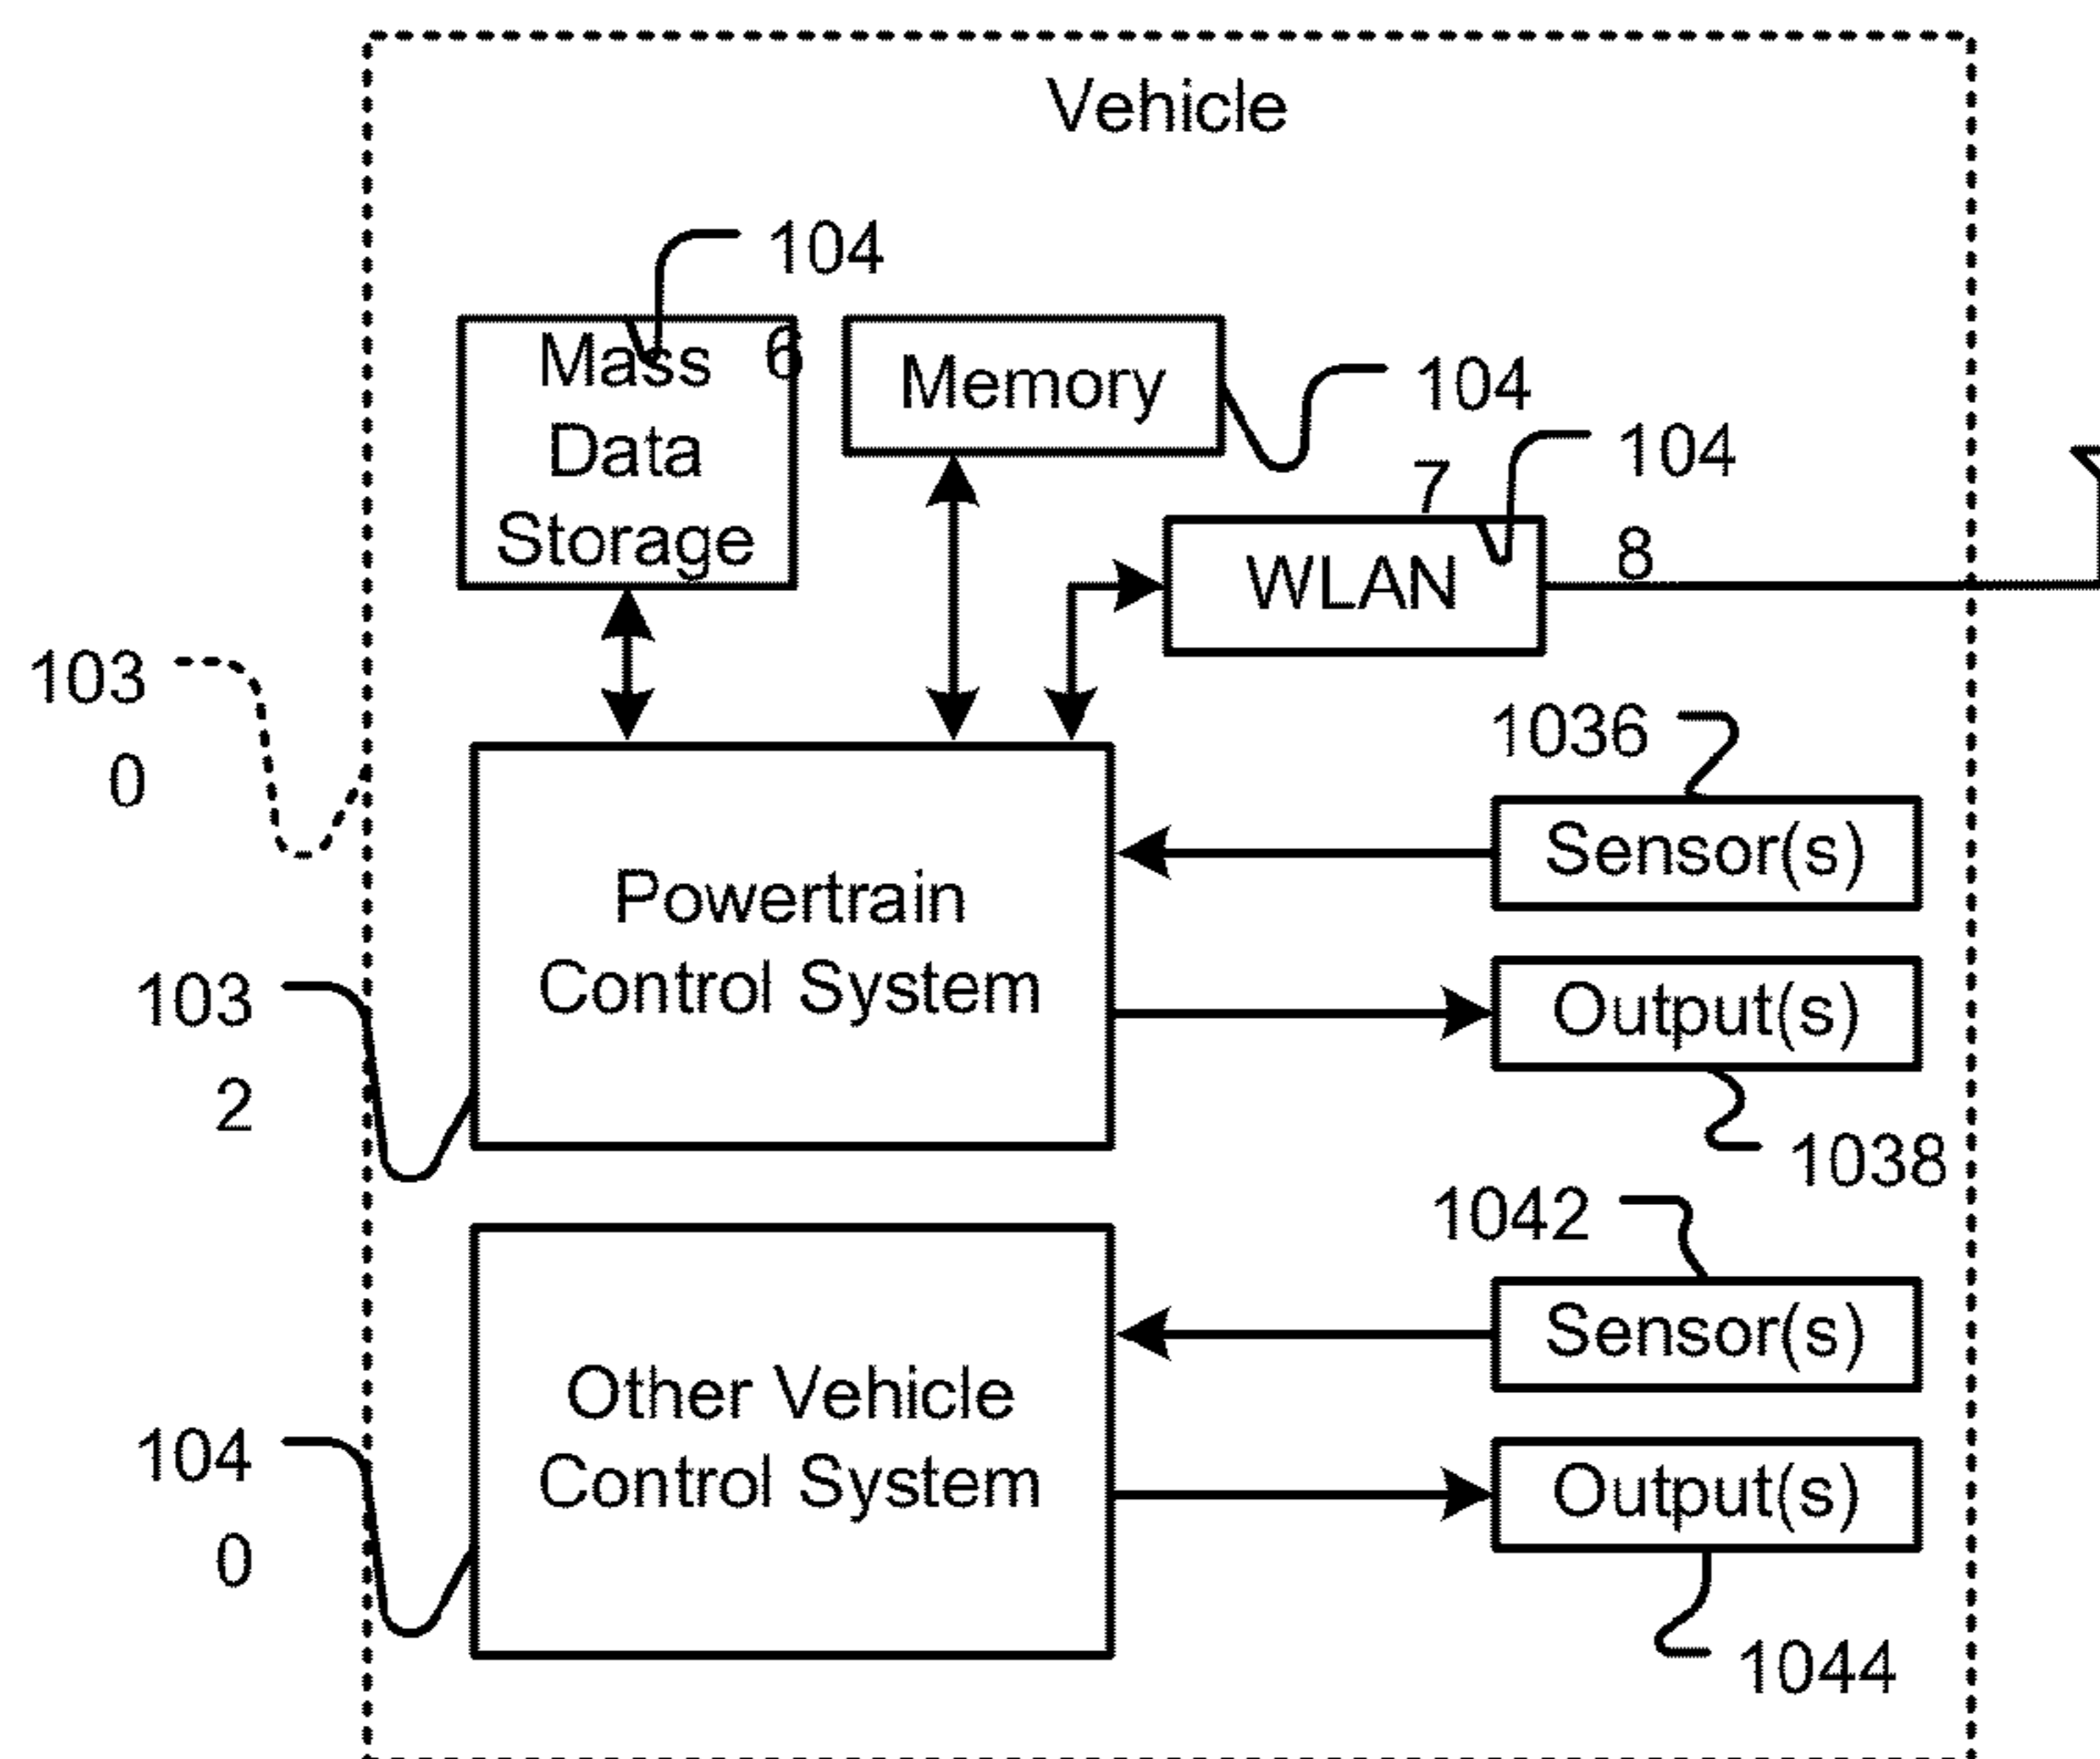 Vehicle
104
6
Mass
Data
Storage
Memory
104
7
104
8
WLAN
103
0
1036
Sensor(s)
Powertrain
Control System
103
2
Output(s)
1038
1042
Sensor(s)
Other Vehicle
Control System
104
0
Output(s)
1044